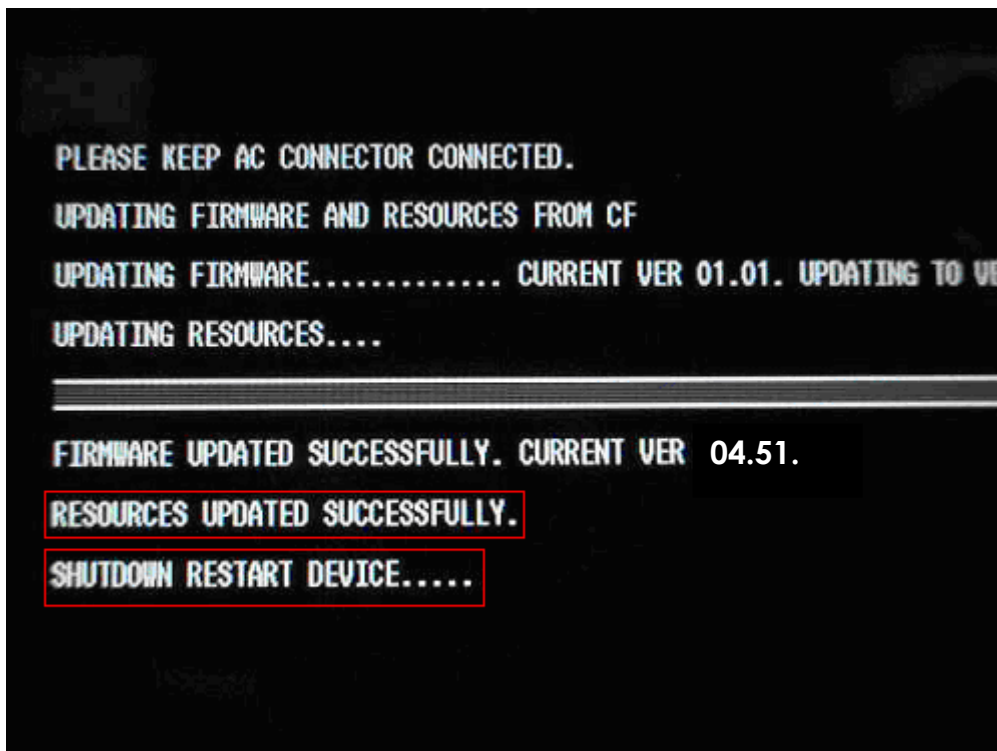 PLEASE KEEP AC CONNECTOR CONNECTED.
UPDATING FIRMWARE AND RESOURCES FROM CF
UPDATING FIRMWARE............. CURRENT VER 01.01. UPDATING TO
UPDATING RESOURCES....
FIRMWARE UPDATED SUCCESSFULLY. CURRENT VER 04.51.
RESOURCES UPDATED SUCCESSFULLY.
SHUTDOWN RESTART DEVICE.....